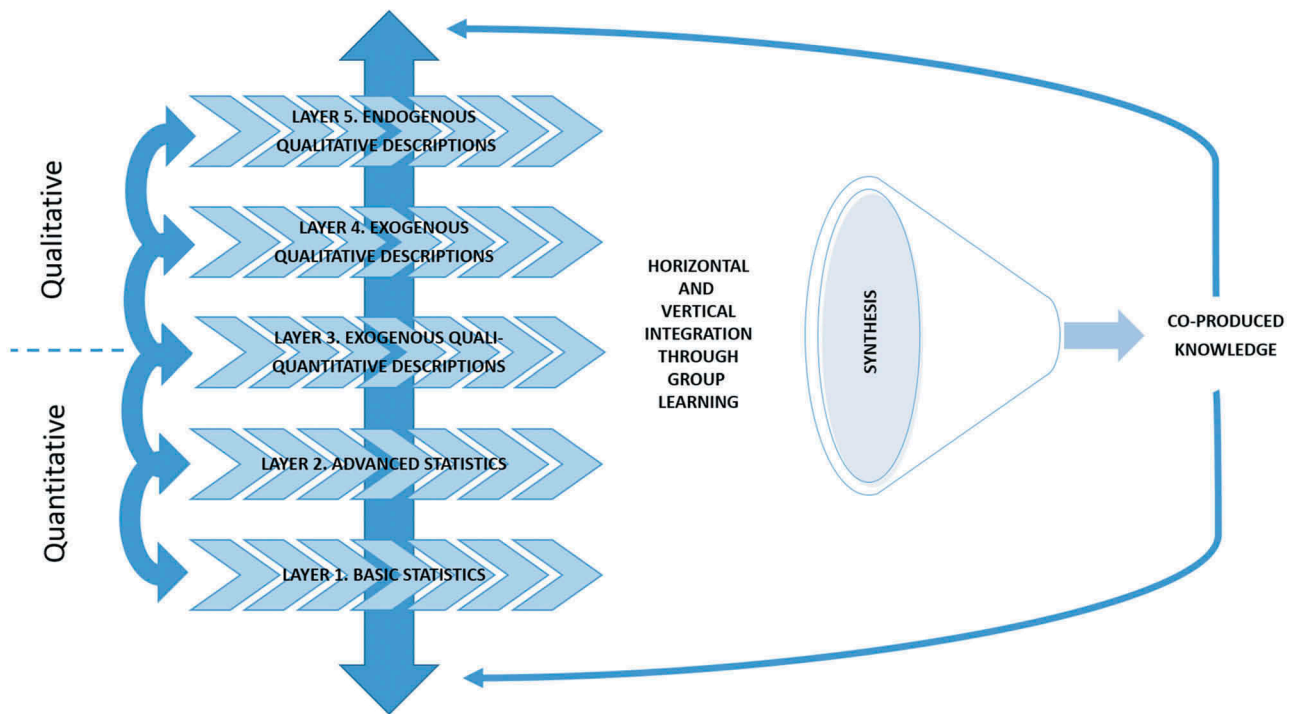 Qualitative
Quantitative
LAYER 5. ENDOGENOUS
QUALITATIVE DESCRIPTIONS
LAYER 4. EXOGENOUS
QUALITATIVE DESCRIPTIONS
LAYER 3. EXOGENOUS QUALI-
QUANTITATIVE DESCRIPTIONS
LAYER 2. ADVANCED STATISTICS
LAYER 1. BASIC STATISTICS
HORIZONTAL
AND
VERTICAL
INTEGRATION
THROUGH
GROUP
LEARNING
SYNTHESIS
CO-PRODUCED
KNOWLEDGE